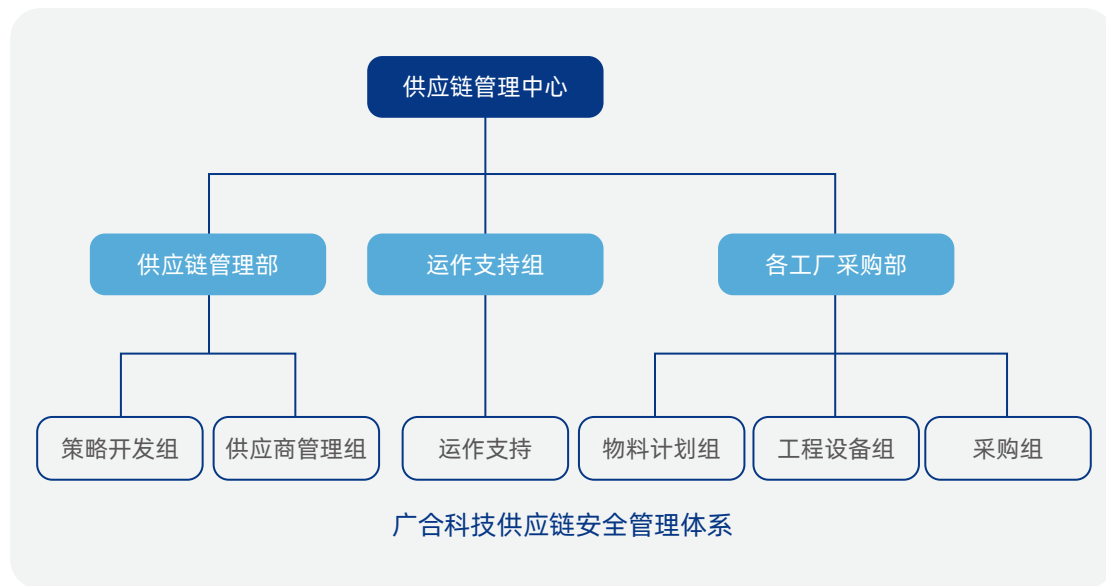 供应链管理中心
供应链管理部
运作支持组
各工厂采购部
策略开发组
供应商管理组
运作支持
物料计划组
工程设备组
采购组
广合科技供应链安全管理体系